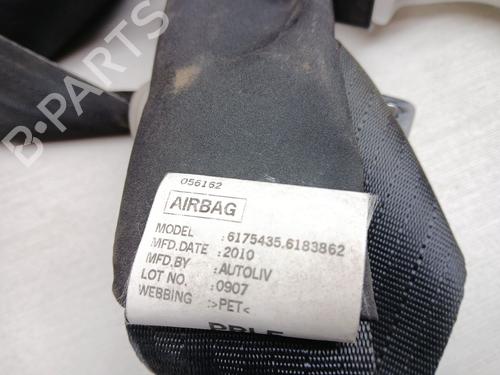 B-PARTS
056162
AIRBAG
MODEL :6175435.6183862
MFD.DATE :2010
MFD.BY :AUTOLIV
LOT NO. :0907
WEBBING :>PET<